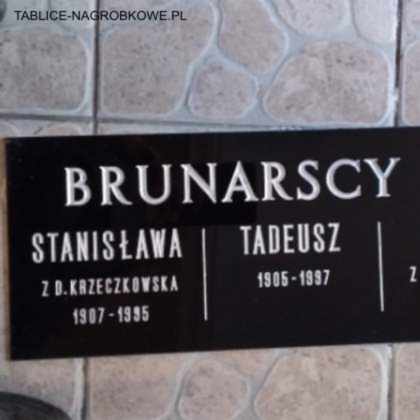 TABLICE-NAGROBKOWE.PL
BRUNARSCY
STANISŁAWA
Z D. KRZECZKOWSKA
1907-1995
TADEUSZ
1905-1997
Z